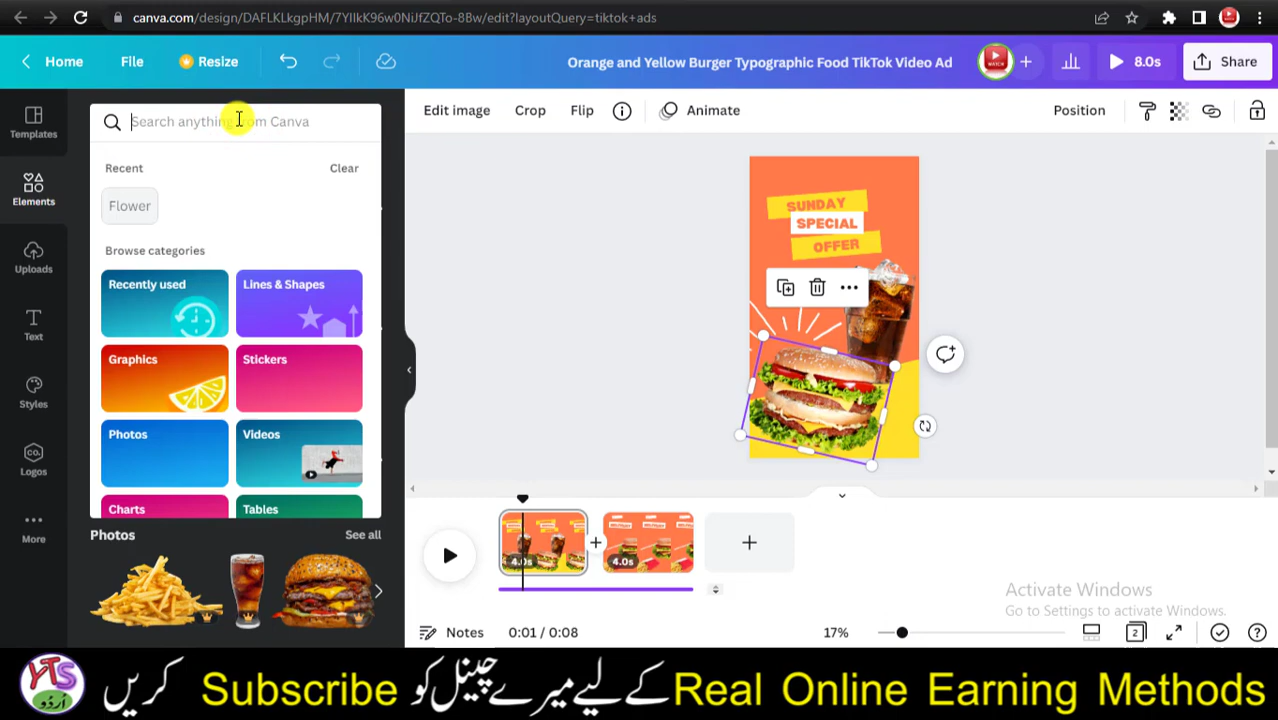 canva.com/design/DAFLKLkgpHM/7YIlkK96w0NiJfZQTo-8Bw/edit?layoutQuery=tiktok+ads
Home File Resize
Orange and Yellow Burger Typographic Food TikTok Video Ad
8.0s Share
Templates
Elements
Uploads
Text
Styles
Logos
More
Search anything from Canva
Recent Clear
Flower
Browse categories
Recently used Lines & Shapes
Graphics Stickers
Photos Videos
Charts Tables
Photos See all
Edit image Crop Flip Animate Position
SUNDAY
SPECIAL
OFFER
4.0s 4.0s
Activate Windows
Go to Settings to activate Windows.
Notes 0:01 / 0:08 17% 2
YTS
اردو
Real Online Earning Methods کے لیے میرے چینل کو Subscribe کریں